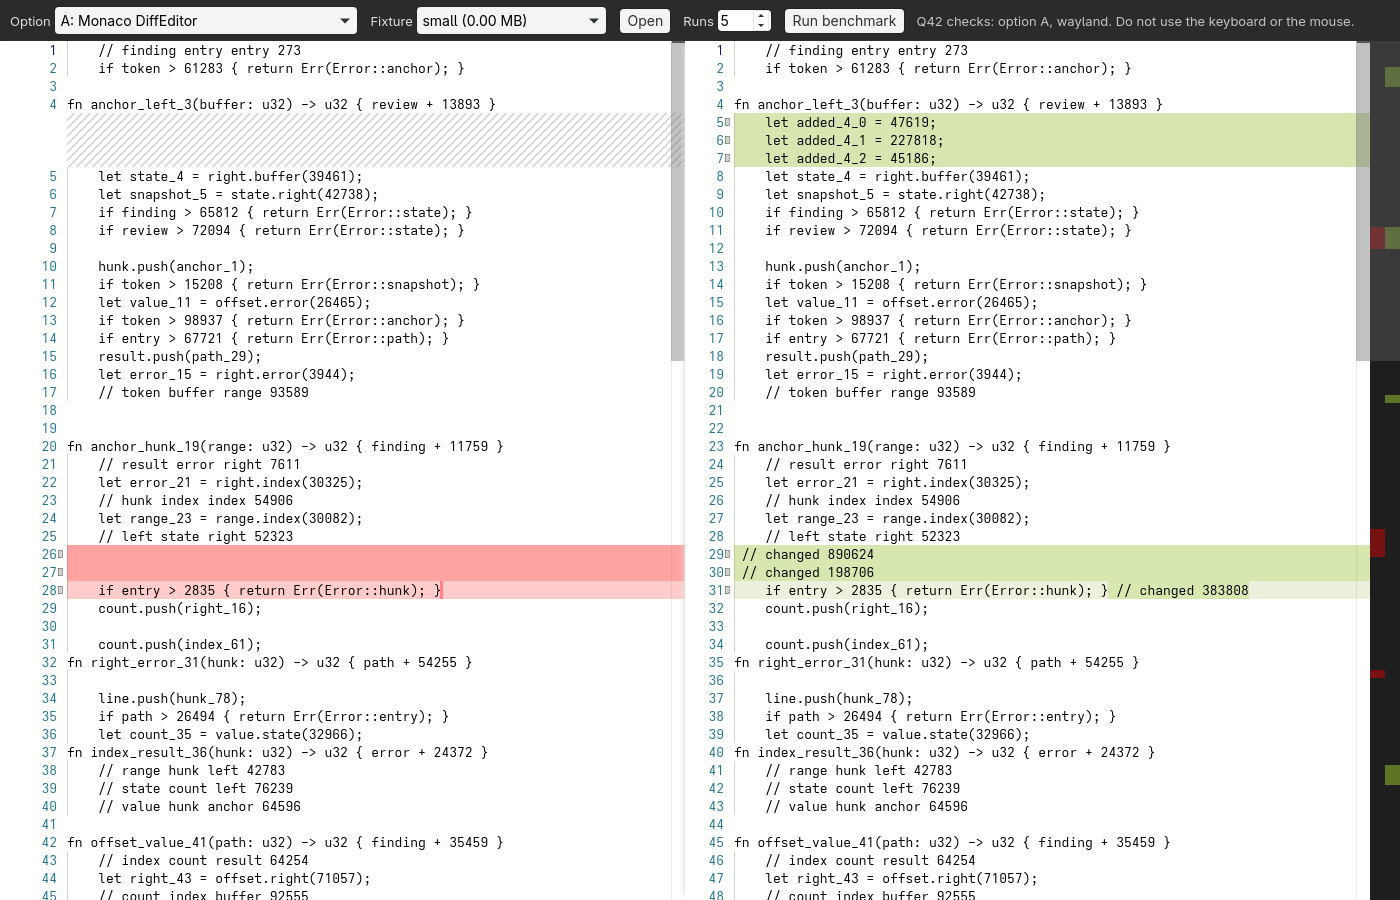 Option A: Monaco DiffEditor Fixture small (0.00 MB) Open Runs 5 Run benchmark Q42 checks: option A, wayland. Do not use the keyboard or the mouse.
1 // finding entry entry 273
2 if token > 61283 { return Err(Error::anchor); }
3
4 fn anchor_left_3(buffer: u32) -> u32 { review + 13893 }
5 let state_4 = right.buffer(39461);
6 let snapshot_5 = state.right(42738);
7 if finding > 65812 { return Err(Error::state); }
8 if review > 72094 { return Err(Error::state); }
9
10 hunk.push(anchor_1);
11 if token > 15208 { return Err(Error::snapshot); }
12 let value_11 = offset.error(26465);
13 if token > 98937 { return Err(Error::anchor); }
14 if entry > 67721 { return Err(Error::path); }
15 result.push(path_29);
16 let error_15 = right.error(3944);
17 // token buffer range 93589
18
19
20 fn anchor_hunk_19(range: u32) -> u32 { finding + 11759 }
21 // result error right 7611
22 let error_21 = right.index(30325);
23 // hunk index index 54906
24 let range_23 = range.index(30082);
25 // left state right 52323
26
27
28 if entry > 2835 { return Err(Error::hunk); }
29 count.push(right_16);
30
31 count.push(index_61);
32 fn right_error_31(hunk: u32) -> u32 { path + 54255 }
33
34 line.push(hunk_78);
35 if path > 26494 { return Err(Error::entry); }
36 let count_35 = value.state(32966);
37 fn index_result_36(hunk: u32) -> u32 { error + 24372 }
38 // range hunk left 42783
39 // state count left 76239
40 // value hunk anchor 64596
41
42 fn offset_value_41(path: u32) -> u32 { finding + 35459 }
43 // index count result 64254
44 let right_43 = offset.right(71057);
45 // count index buffer 92555
1 // finding entry entry 273
2 if token > 61283 { return Err(Error::anchor); }
3
4 fn anchor_left_3(buffer: u32) -> u32 { review + 13893 }
5 let added_4_0 = 47619;
6 let added_4_1 = 227818;
7 let added_4_2 = 45186;
8 let state_4 = right.buffer(39461);
9 let snapshot_5 = state.right(42738);
10 if finding > 65812 { return Err(Error::state); }
11 if review > 72094 { return Err(Error::state); }
12
13 hunk.push(anchor_1);
14 if token > 15208 { return Err(Error::snapshot); }
15 let value_11 = offset.error(26465);
16 if token > 98937 { return Err(Error::anchor); }
17 if entry > 67721 { return Err(Error::path); }
18 result.push(path_29);
19 let error_15 = right.error(3944);
20 // token buffer range 93589
21
22
23 fn anchor_hunk_19(range: u32) -> u32 { finding + 11759 }
24 // result error right 7611
25 let error_21 = right.index(30325);
26 // hunk index index 54906
27 let range_23 = range.index(30082);
28 // left state right 52323
29 // changed 890624
30 // changed 198706
31 if entry > 2835 { return Err(Error::hunk); } // changed 383808
32 count.push(right_16);
33
34 count.push(index_61);
35 fn right_error_31(hunk: u32) -> u32 { path + 54255 }
36
37 line.push(hunk_78);
38 if path > 26494 { return Err(Error::entry); }
39 let count_35 = value.state(32966);
40 fn index_result_36(hunk: u32) -> u32 { error + 24372 }
41 // range hunk left 42783
42 // state count left 76239
43 // value hunk anchor 64596
44
45 fn offset_value_41(path: u32) -> u32 { finding + 35459 }
46 // index count result 64254
47 let right_43 = offset.right(71057);
48 // count index buffer 92555